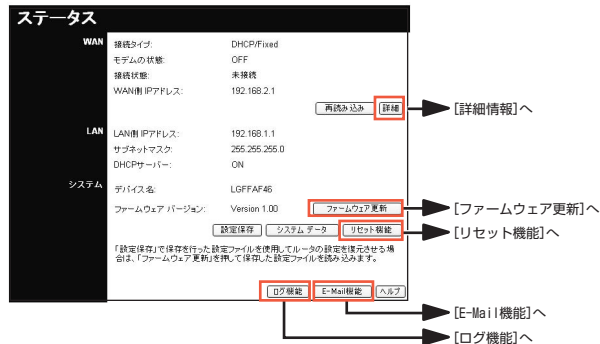 ステータス
WAN
接続タイプ: DHCP/Fixed
モデムの状態: OFF
接続状態: 未接続
WAN側 IPアドレス: 192.168.2.1
再読み込み 詳細
[詳細情報]へ
LAN
LAN側 IPアドレス: 192.168.1.1
サブネットマスク: 255.255.255.0
DHCPサーバー: ON
システム
デバイス名: LGFFAF46
ファームウェア バージョン: Version 1.00 ファームウェア更新
[ファームウェア更新]へ
設定保存 システム データ リセット機能
[リセット機能]へ
「設定保存」で保存を行った設定ファイルを使用してルータの設定を復元させる場
合は、「ファームウェア更新」を押して保存した設定ファイルを読み込みます。
ログ機能 E-Mail機能 ヘルプ
[E-Mail機能]へ
[ログ機能]へ